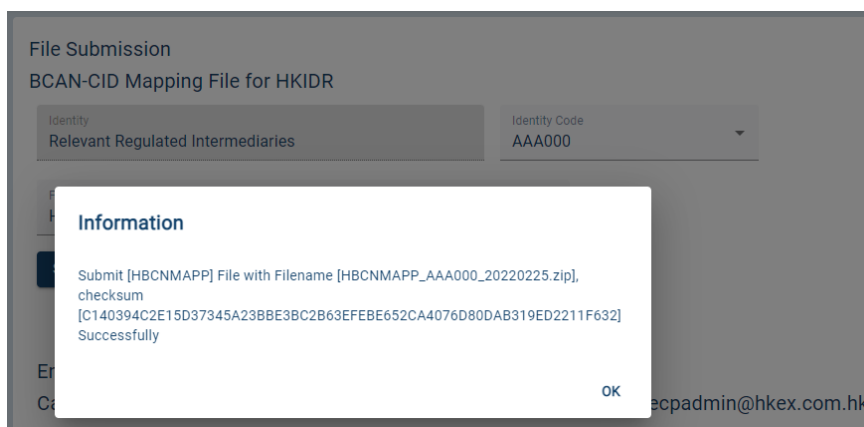 File Submission
BCAN-CID Mapping File for HKIDR
Identity
Relevant Regulated Intermediaries
Identity Code
AAA000
Information
Submit [HBCNMAPP] File with Filename [HBCNMAPP_AAA000_20220225.zip],
checksum
[C140394C2E15D37345A23BBE3BC2B63EFEBE652CA4076D80DAB319ED2211F632]
Successfully
OK
ecpadmin@hkex.com.hk